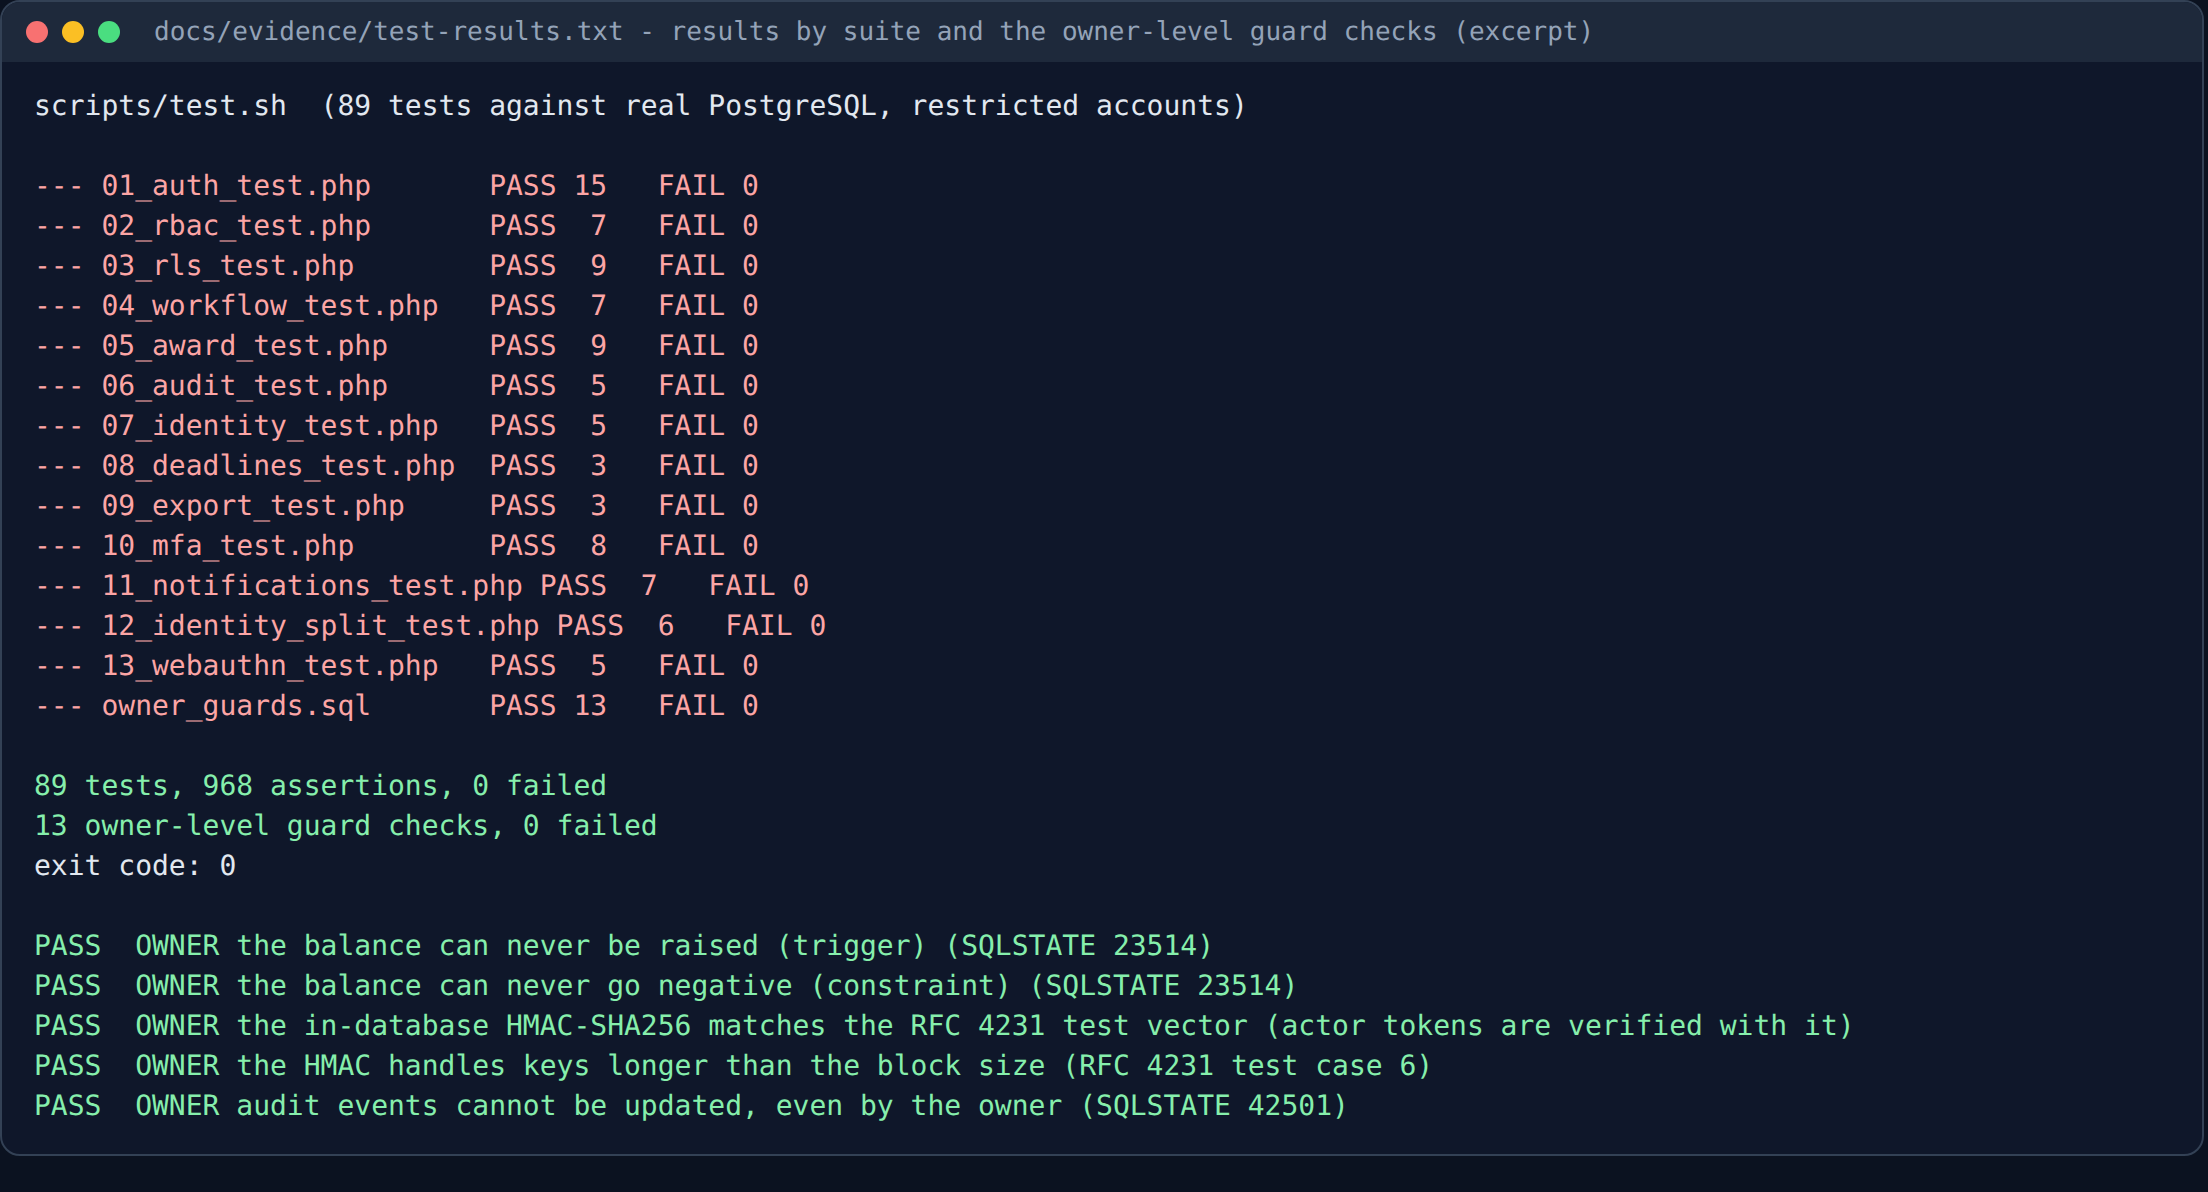 docs/evidence/test-results.txt - results by suite and the owner-level guard checks (excerpt)
scripts/test.sh  (89 tests against real PostgreSQL, restricted accounts)
--- 01_auth_test.php       PASS 15   FAIL 0
--- 02_rbac_test.php       PASS  7   FAIL 0
--- 03_rls_test.php        PASS  9   FAIL 0
--- 04_workflow_test.php   PASS  7   FAIL 0
--- 05_award_test.php      PASS  9   FAIL 0
--- 06_audit_test.php      PASS  5   FAIL 0
--- 07_identity_test.php   PASS  5   FAIL 0
--- 08_deadlines_test.php  PASS  3   FAIL 0
--- 09_export_test.php     PASS  3   FAIL 0
--- 10_mfa_test.php        PASS  8   FAIL 0
--- 11_notifications_test.php PASS  7   FAIL 0
--- 12_identity_split_test.php PASS  6   FAIL 0
--- 13_webauthn_test.php   PASS  5   FAIL 0
--- owner_guards.sql       PASS 13   FAIL 0
89 tests, 968 assertions, 0 failed
13 owner-level guard checks, 0 failed
exit code: 0
PASS  OWNER the balance can never be raised (trigger) (SQLSTATE 23514)
PASS  OWNER the balance can never go negative (constraint) (SQLSTATE 23514)
PASS  OWNER the in-database HMAC-SHA256 matches the RFC 4231 test vector (actor tokens are verified with it)
PASS  OWNER the HMAC handles keys longer than the block size (RFC 4231 test case 6)
PASS  OWNER audit events cannot be updated, even by the owner (SQLSTATE 42501)